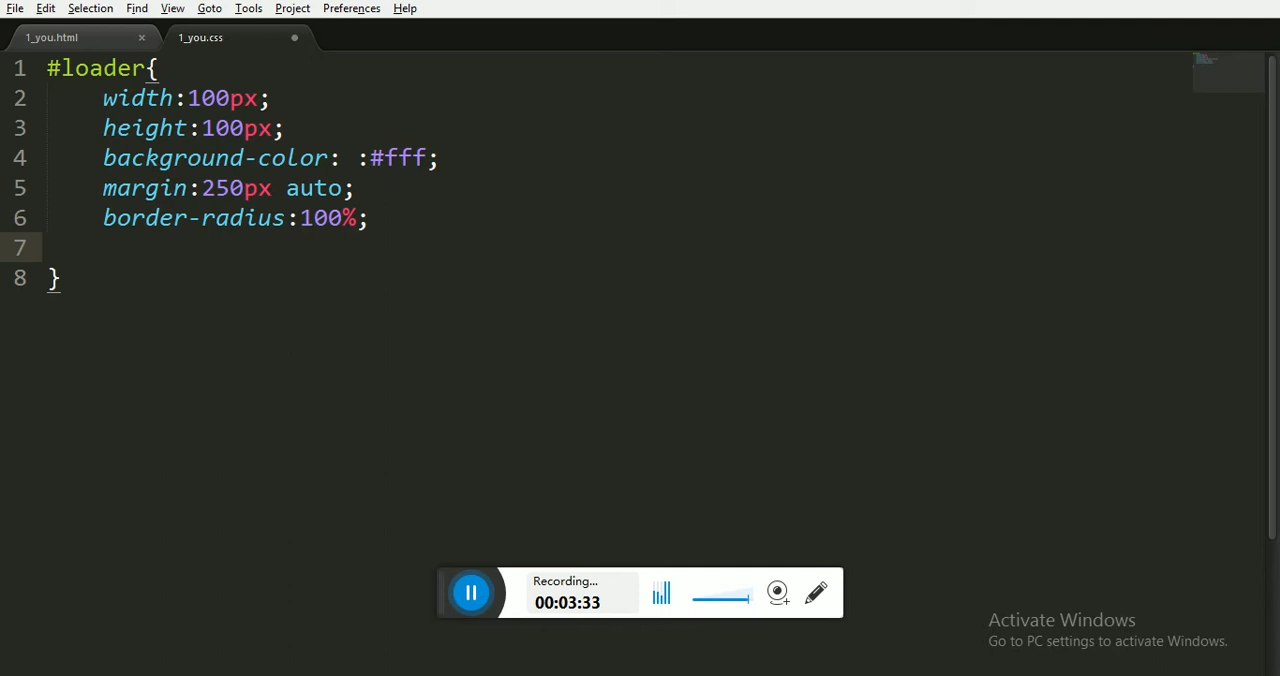 File Edit Selection Find View Goto Tools Project Preferences Help
1_you.html × 1_you.css
1 #loader{
2 width:100px;
3 height:100px;
4 background-color: :#fff;
5 margin:250px auto;
6 border-radius:100%;
7
8 }
Recording...
00:03:33
Activate Windows
Go to PC settings to activate Windows.